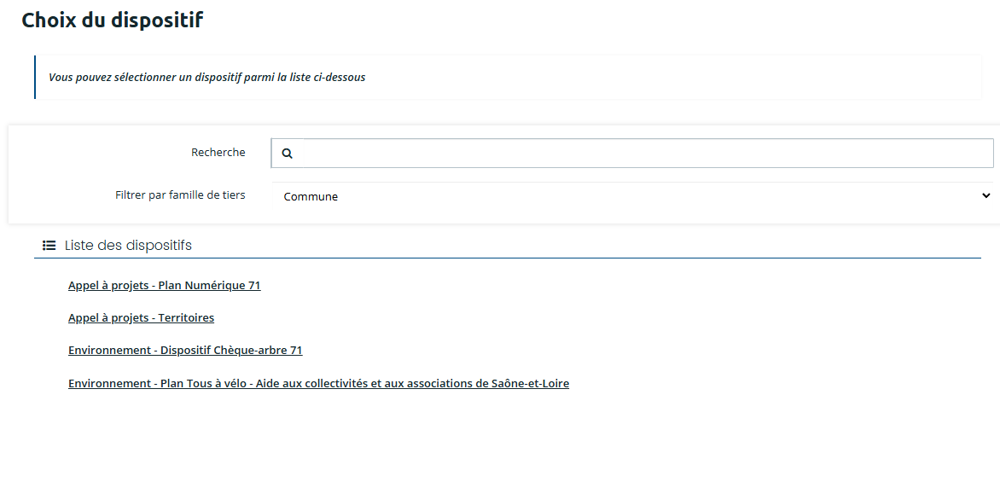 Choix du dispositif
Vous pouvez sélectionner un dispositif parmi la liste ci-dessous
Recherche
Filtrer par famille de tiers
Commune
Liste des dispositifs
Appel à projets - Plan Numérique 71
Appel à projets - Territoires
Environnement - Dispositif Chèque-arbre 71
Environnement - Plan Tous à vélo - Aide aux collectivités et aux associations de Saône-et-Loire